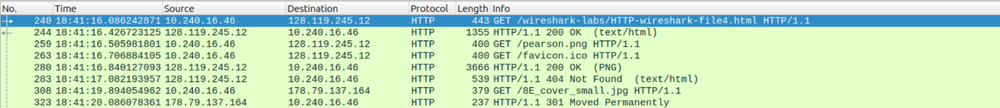 No. Time Source Destination Protocol Length Info
240 18:41:16.086242871 10.240.16.46 128.119.245.12 HTTP 443 GET /wireshark-labs/HTTP-wireshark-file4.html HTTP/1.1
244 18:41:16.426723125 128.119.245.12 10.240.16.46 HTTP 1355 HTTP/1.1 200 OK (text/html)
259 18:41:16.505981801 10.240.16.46 128.119.245.12 HTTP 400 GET /pearson.png HTTP/1.1
263 18:41:16.706884105 10.240.16.46 128.119.245.12 HTTP 400 GET /favicon.ico HTTP/1.1
280 18:41:16.840127093 128.119.245.12 10.240.16.46 HTTP 3666 HTTP/1.1 200 OK (PNG)
283 18:41:17.082193957 128.119.245.12 10.240.16.46 HTTP 539 HTTP/1.1 404 Not Found (text/html)
308 18:41:19.894054962 10.240.16.46 178.79.137.164 HTTP 379 GET /8E_cover_small.jpg HTTP/1.1
323 18:41:20.086078361 178.79.137.164 10.240.16.46 HTTP 237 HTTP/1.1 301 Moved Permanently